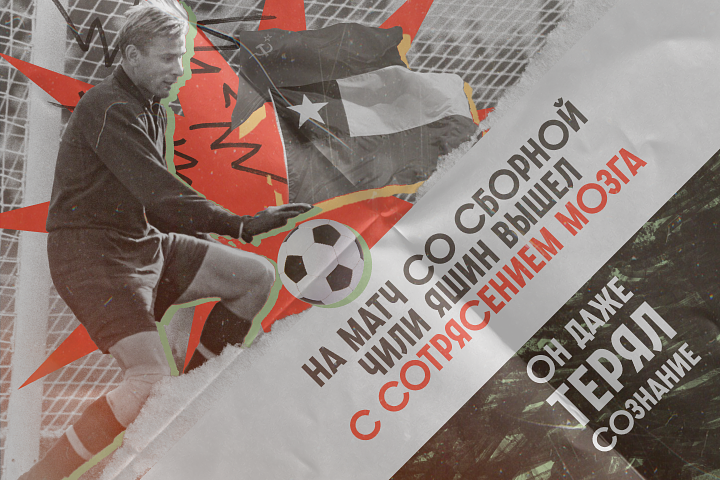 НА МАТЧ СО СБОРНОЙ
ЧИЛИ ЯШИН ВЫШЕЛ
С СОТРЯСЕНИЕМ МОЗГА
ОН ДАЖЕ
ТЕРЯЛ
СОЗНАНИЕ